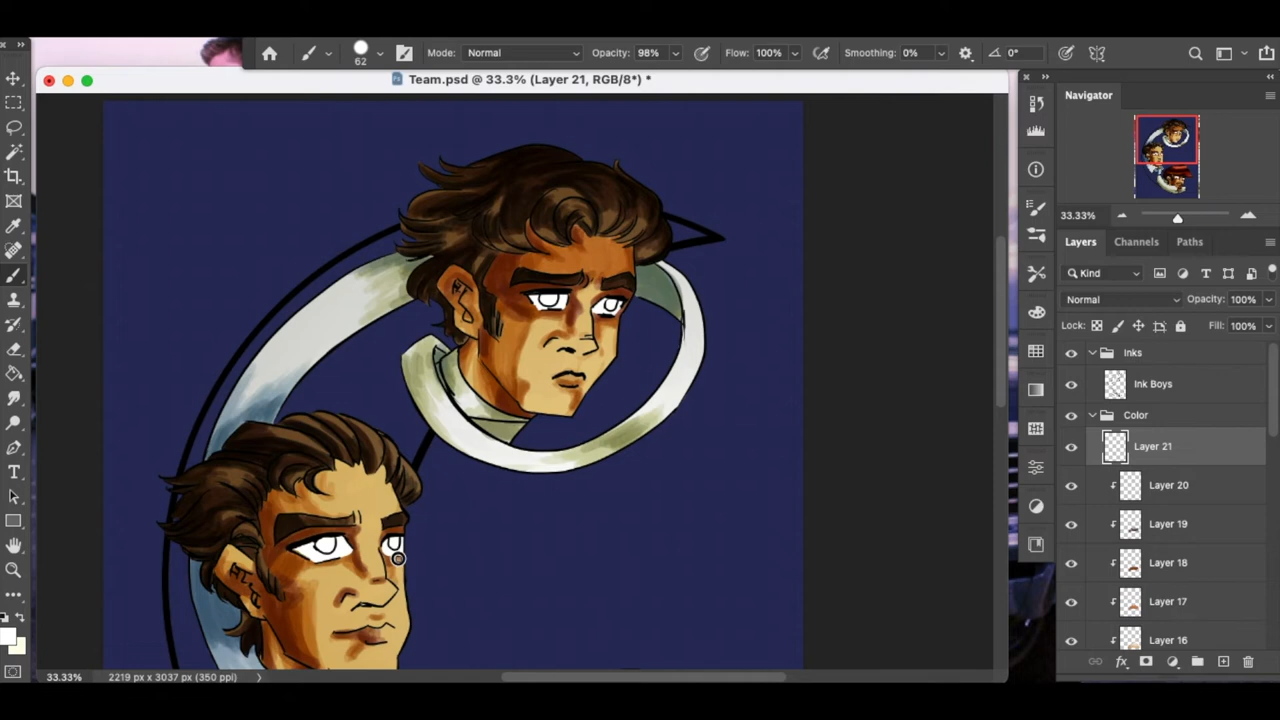 62
Mode: Normal
Opacity: 98%
Flow: 100%
Smoothing: 0%
0°
Team.psd @ 33.3% (Layer 21, RGB/8*) *
Navigator
33.33%
Layers Channels Paths
Kind
Normal
Opacity: 100%
Lock:
Fill: 100%
Inks
Ink Boys
Color
Layer 21
Layer 20
Layer 19
Layer 18
Layer 17
Layer 16
fx
33.33%
2219 px x 3037 px (350 ppi)